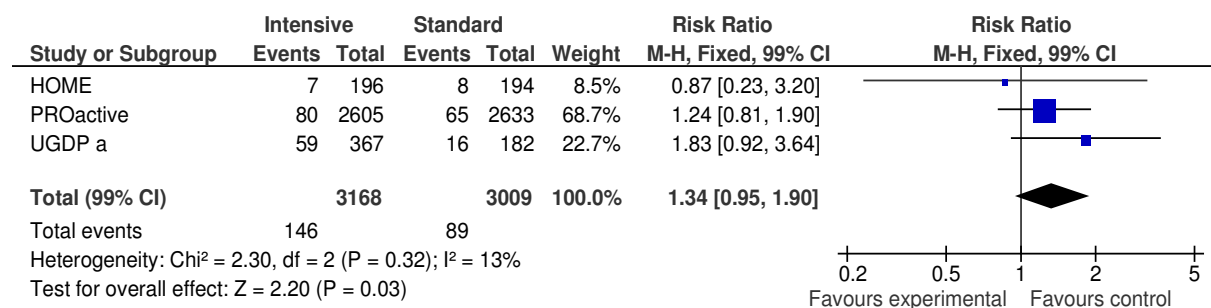 Intensive Standard Risk Ratio Risk Ratio
Study or Subgroup Events Total Events Total Weight M-H, Fixed, 99% CI M-H, Fixed, 99% CI
HOME 7 196 8 194 8.5% 0.87 [0.23, 3.20]
PROactive 80 2605 65 2633 68.7% 1.24 [0.81, 1.90]
UGDP a 59 367 16 182 22.7% 1.83 [0.92, 3.64]
Total (99% CI) 3168 3009 100.0% 1.34 [0.95, 1.90]
Total events 146 89
Heterogeneity: Chi² = 2.30, df = 2 (P = 0.32); I² = 13%
Test for overall effect: Z = 2.20 (P = 0.03)
0.2 0.5 1 2 5
Favours experimental Favours control